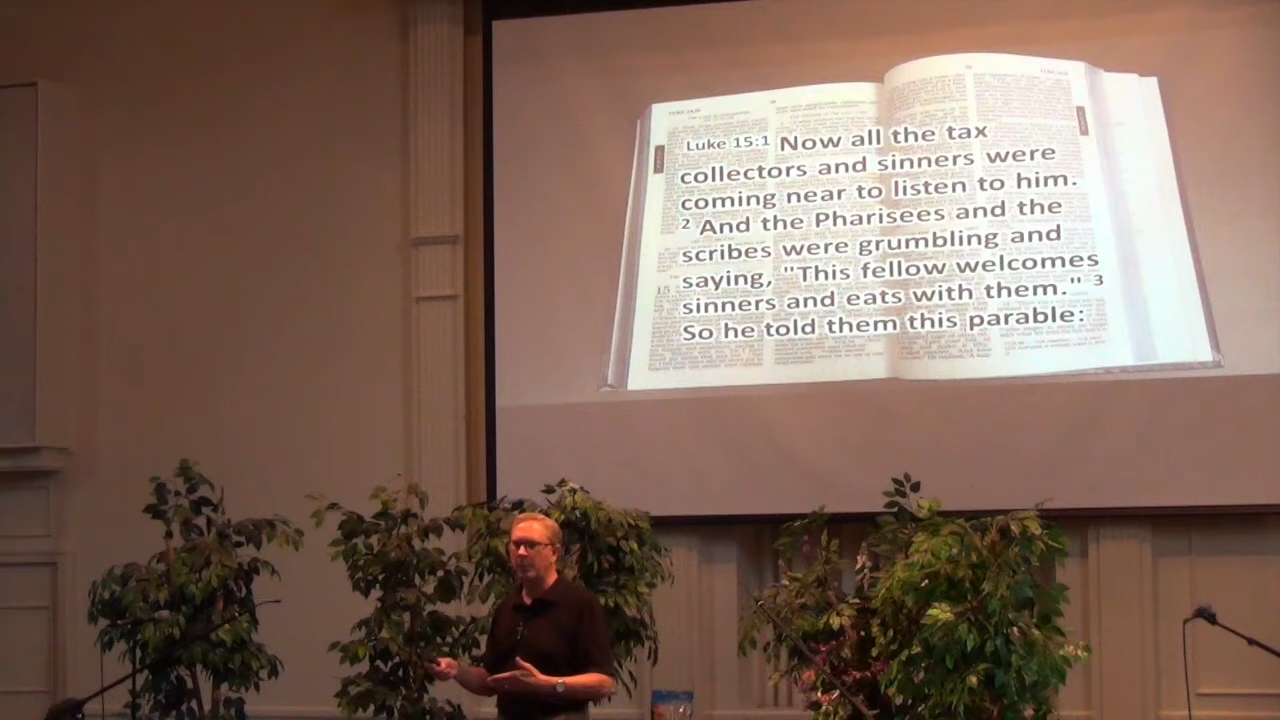 Luke 15:1 Now all the tax
collectors and sinners were
coming near to listen to him.
2 And the Pharisees and the
scribes were grumbling and
saying, "This fellow welcomes
sinners and eats with them." 3
So he told them this parable: